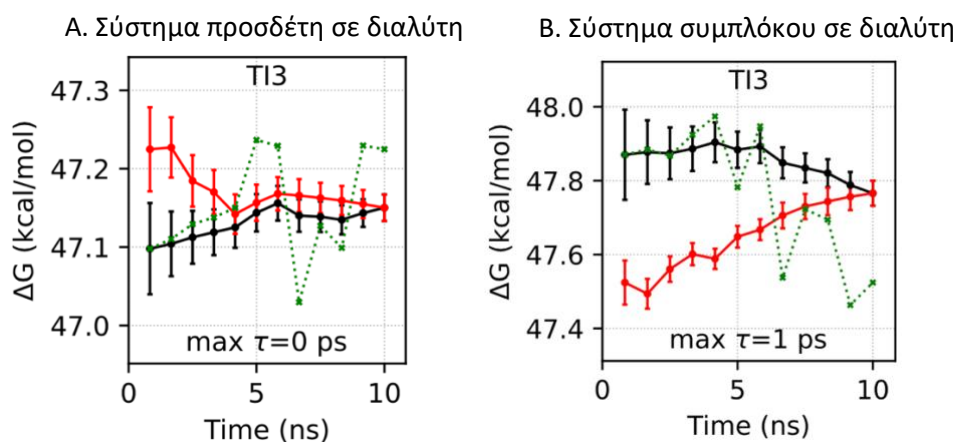 A. Σύστημα προσδέτη σε διαλύτη
B. Σύστημα συμπλόκου σε διαλύτη
TI3
47.3
47.2
47.1
47.0
ΔG (kcal/mol)
max τ=0 ps
0
5
10
Time (ns)
TI3
48.0
47.8
47.6
47.4
ΔG (kcal/mol)
max τ=1 ps
0
5
10
Time (ns)